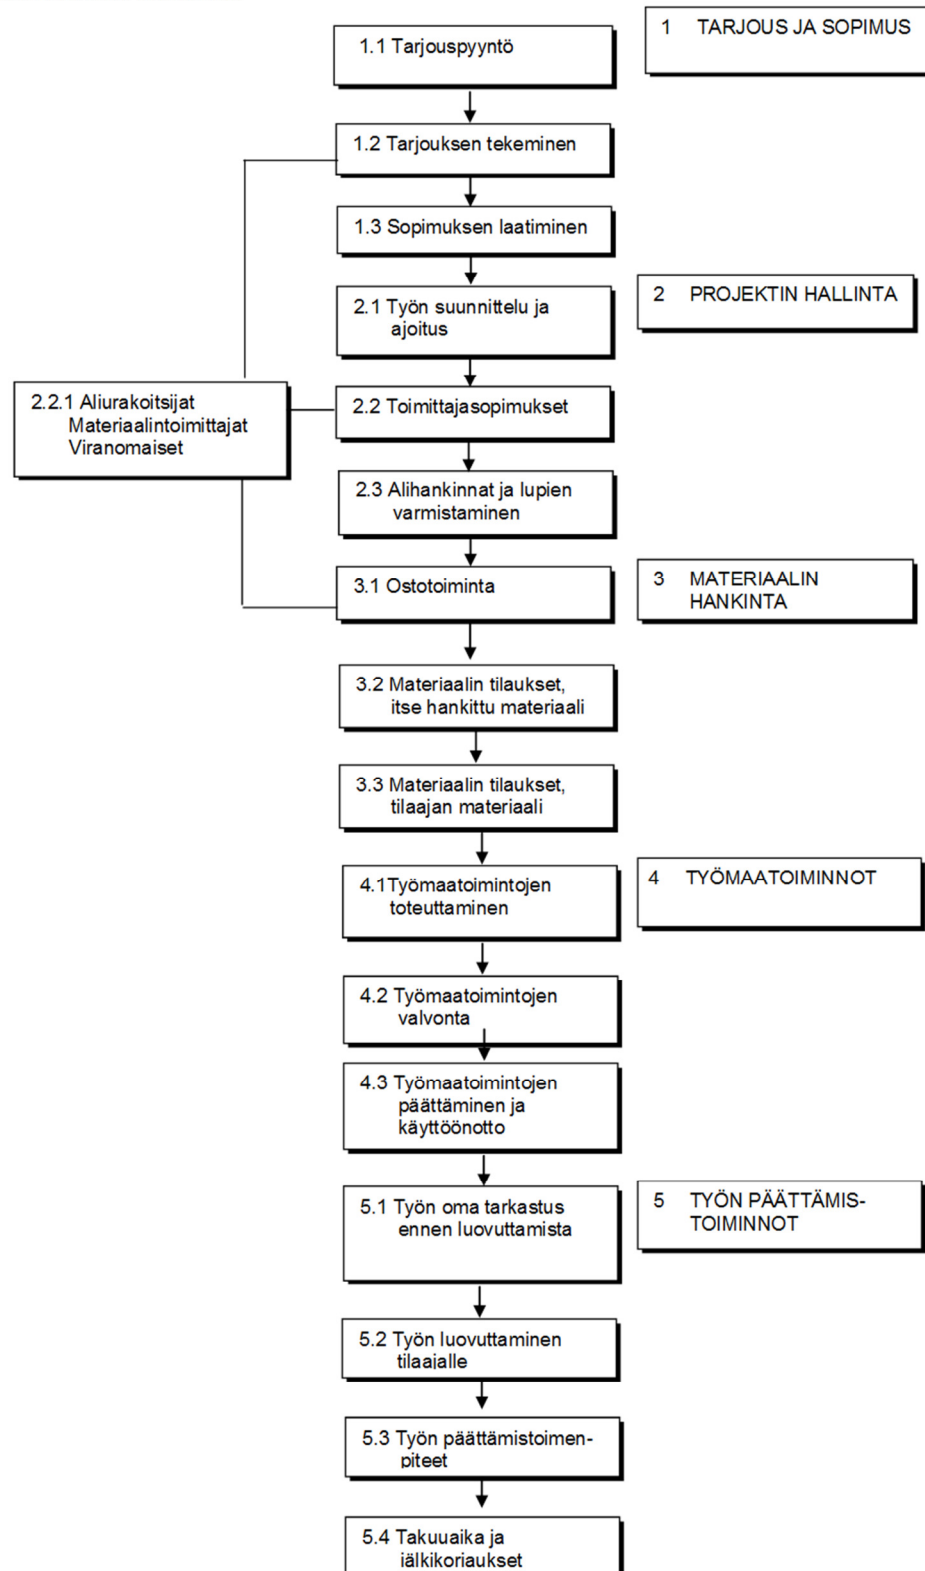 1.1 Tarjouspyyntö
1 TARJOUS JA SOPIMUS
1.2 Tarjouksen tekeminen
1.3 Sopimuksen laatiminen
2.1 Työn suunnittelu ja
ajoitus
2 PROJEKTIN HALLINTA
2.2.1 Aliurakoitsijat
Materiaalintoimittajat
Viranomaiset
2.2 Toimittajasopimukset
2.3 Alihankinnat ja lupien
varmistaminen
3.1 Ostotoiminta
3 MATERIAALIN
HANKINTA
3.2 Materiaalin tilaukset,
itse hankittu materiaali
3.3 Materiaalin tilaukset,
tilaajan materiaali
4.1Työmaatoimintojen
toteuttaminen
4 TYÖMAATOIMINNOT
4.2 Työmaatoimintojen
valvonta
4.3 Työmaatoimintojen
päättäminen ja
käyttöönotto
5.1 Työn oma tarkastus
ennen luovuttamista
5 TYÖN PÄÄTTÄMIS-
TOIMINNOT
5.2 Työn luovuttaminen
tilaajalle
5.3 Työn päättämistoimen-
piteet
5.4 Takuuaika ja
jälkikorjaukset